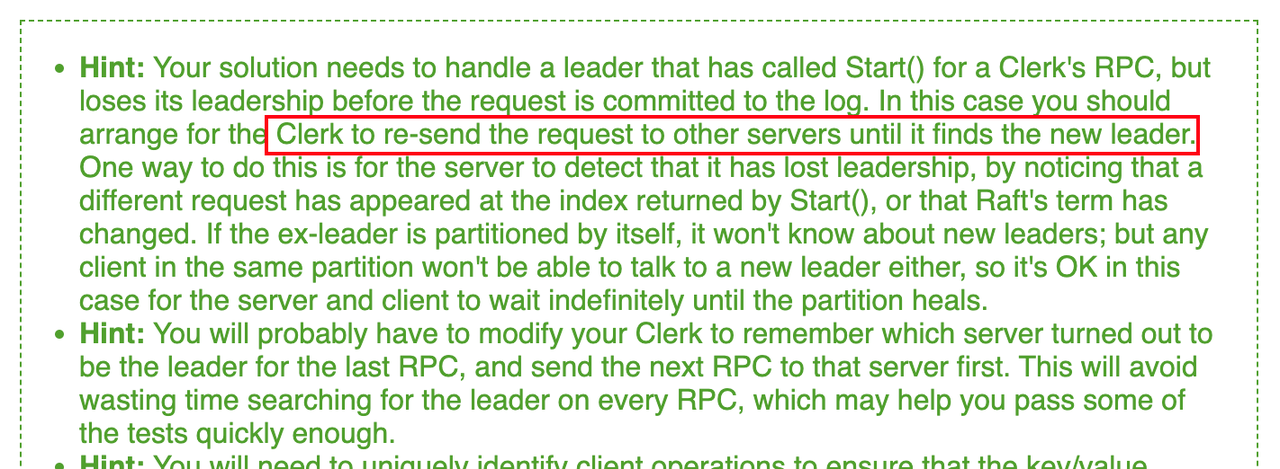 • Hint: Your solution needs to handle a leader that has called Start() for a Clerk's RPC, but
loses its leadership before the request is committed to the log. In this case you should
arrange for the Clerk to re-send the request to other servers until it finds the new leader.
One way to do this is for the server to detect that it has lost leadership, by noticing that a
different request has appeared at the index returned by Start(), or that Raft's term has
changed. If the ex-leader is partitioned by itself, it won't know about new leaders; but any
client in the same partition won't be able to talk to a new leader either, so it's OK in this
case for the server and client to wait indefinitely until the partition heals.
• Hint: You will probably have to modify your Clerk to remember which server turned out to
be the leader for the last RPC, and send the next RPC to that server first. This will avoid
wasting time searching for the leader on every RPC, which may help you pass some of
the tests quickly enough.
• Hint: You will need to uniquely identify client operations to ensure that the key/value